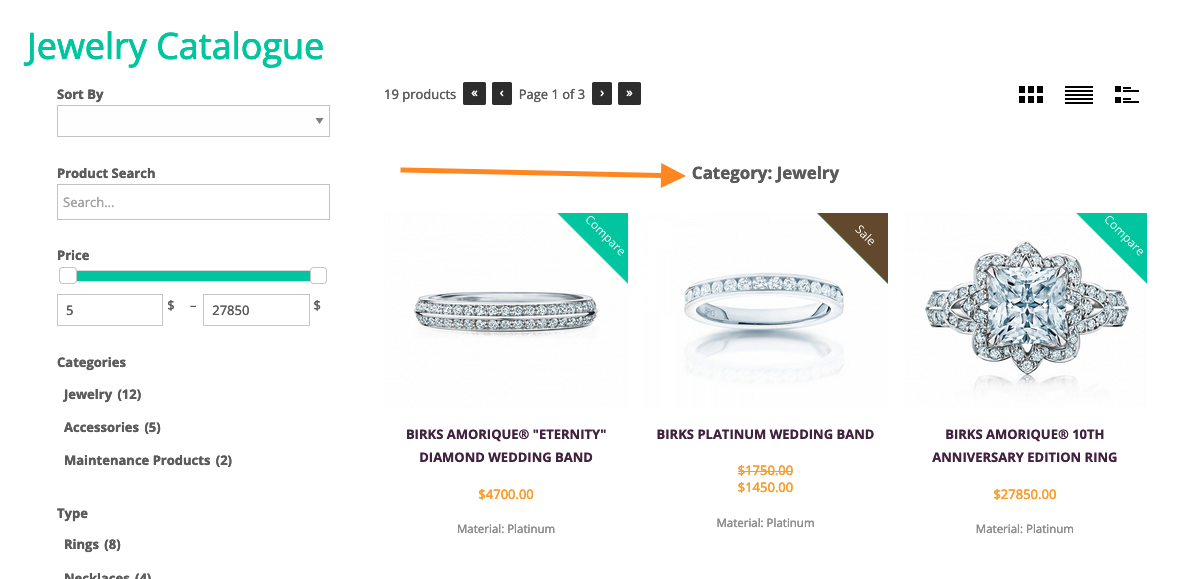 Jewelry Catalogue
Sort By
Product Search
Search...
Price
5 $ – 27850 $
Categories
Jewelry (12)
Accessories (5)
Maintenance Products (2)
Type
Rings (8)
Necklaces (4)
19 products « ‹ Page 1 of 3 › »
Category: Jewelry
Compare
BIRKS AMORIQUE® "ETERNITY"
DIAMOND WEDDING BAND
$4700.00
Material: Platinum
Sale
BIRKS PLATINUM WEDDING BAND
$1750.00
$1450.00
Material: Platinum
Compare
BIRKS AMORIQUE® 10TH
ANNIVERSARY EDITION RING
$27850.00
Material: Platinum